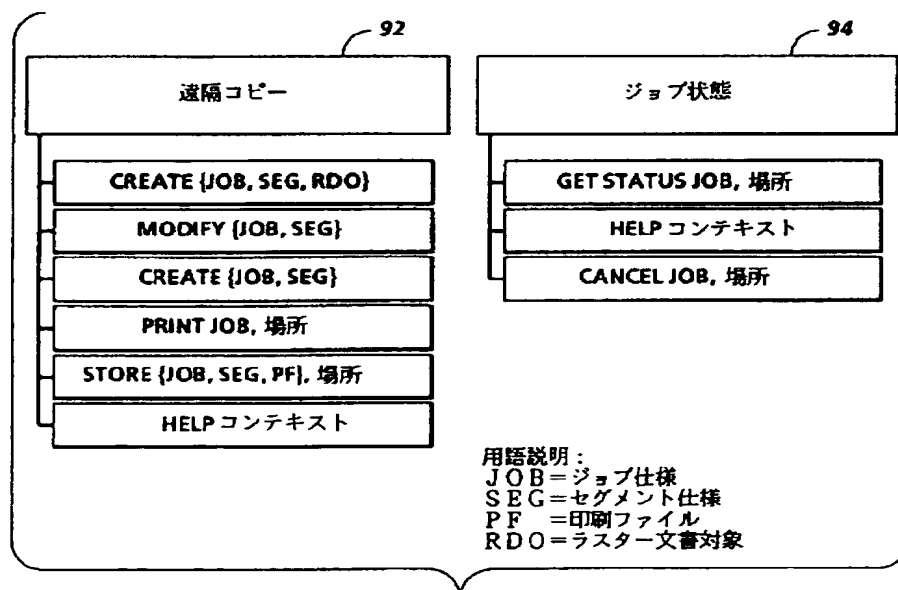 92
遠隔コピー
CREATE {JOB, SEG, RDO}
MODIFY {JOB, SEG}
CREATE {JOB, SEG}
PRINT JOB, 場所
STORE {JOB, SEG, PF}, 場所
HELP コンテキスト
94
ジョブ状態
GET STATUS JOB, 場所
HELP コンテキスト
CANCEL JOB, 場所
用語説明:
JOB=ジョブ仕様
SEG=セグメント仕様
PF =印刷ファイル
RDO=ラスター文書対象